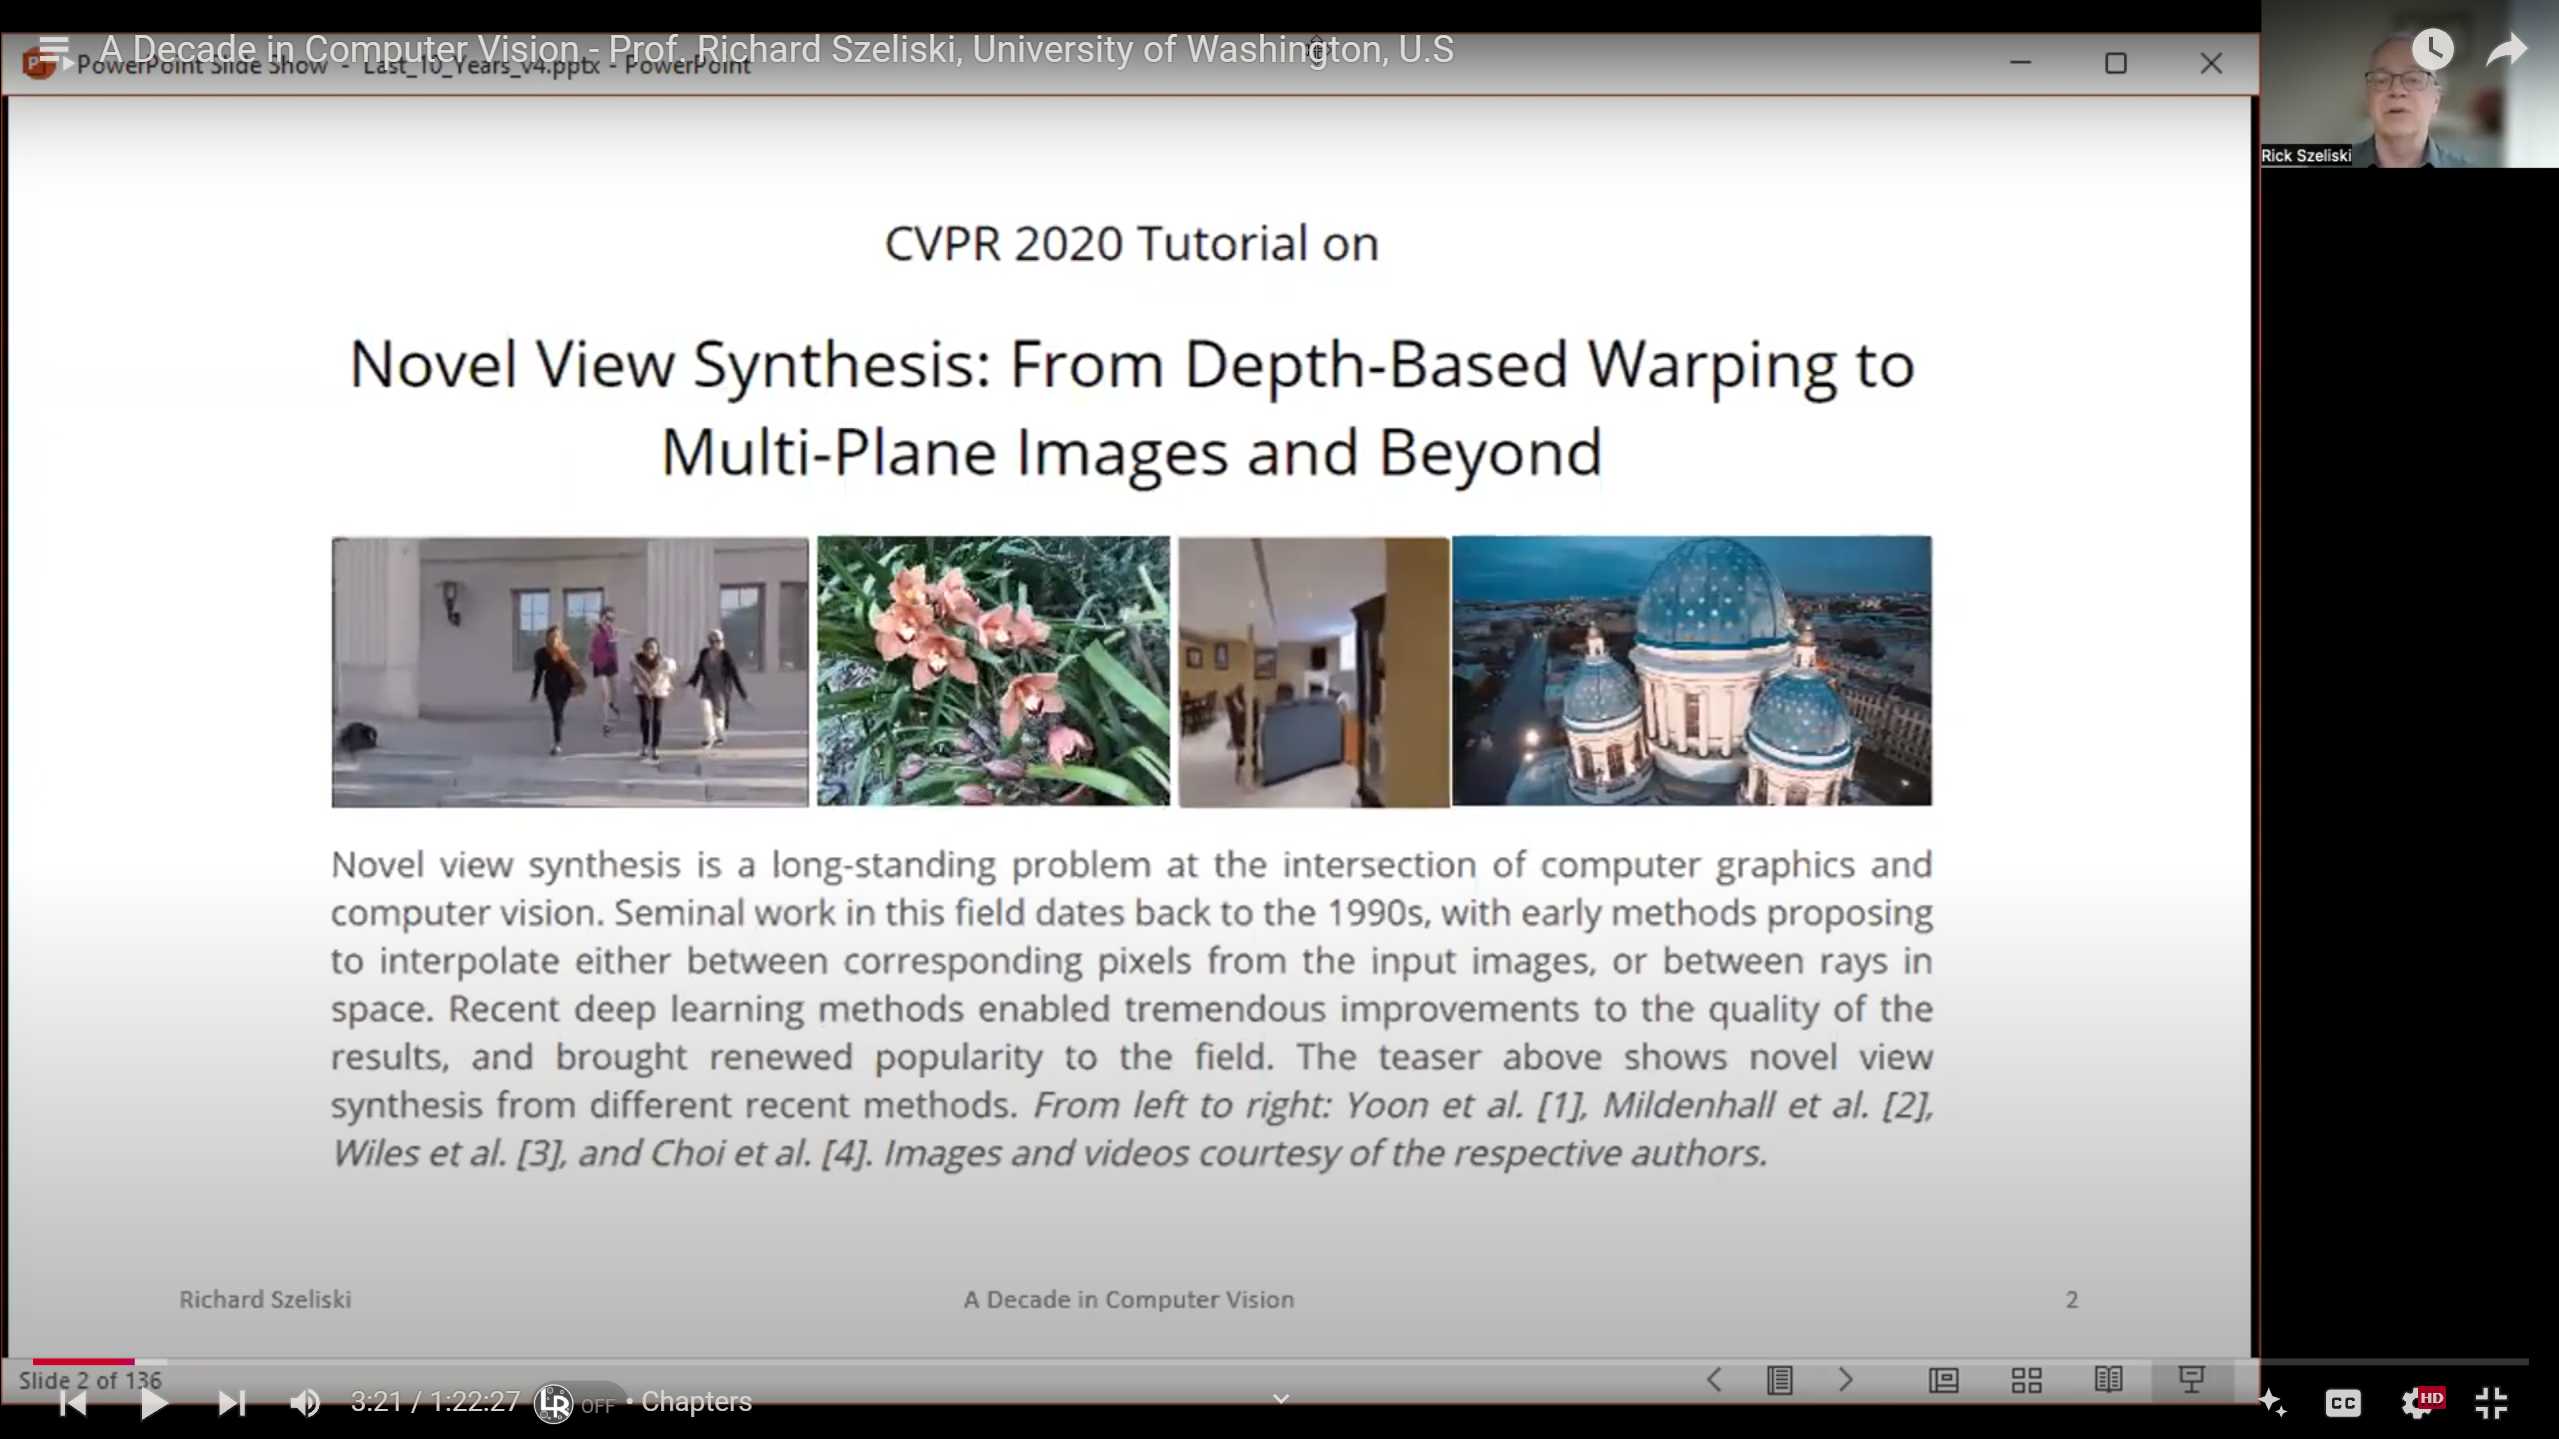 A Decade in Computer Vision - Prof. Richard Szeliski, University of Washington, U.S
PowerPoint Slide Show - Last_10_Years_v4.pptx - PowerPoint
Rick Szeliski
CVPR 2020 Tutorial on
Novel View Synthesis: From Depth-Based Warping to
Multi-Plane Images and Beyond
Novel view synthesis is a long-standing problem at the intersection of computer graphics and
computer vision. Seminal work in this field dates back to the 1990s, with early methods proposing
to interpolate either between corresponding pixels from the input images, or between rays in
space. Recent deep learning methods enabled tremendous improvements to the quality of the
results, and brought renewed popularity to the field. The teaser above shows novel view
synthesis from different recent methods. From left to right: Yoon et al. [1], Mildenhall et al. [2],
Wiles et al. [3], and Choi et al. [4]. Images and videos courtesy of the respective authors.
Richard Szeliski
A Decade in Computer Vision
2
Slide 2 of 136
3:21 / 1:22:27 LR OFF • Chapters
CC
HD